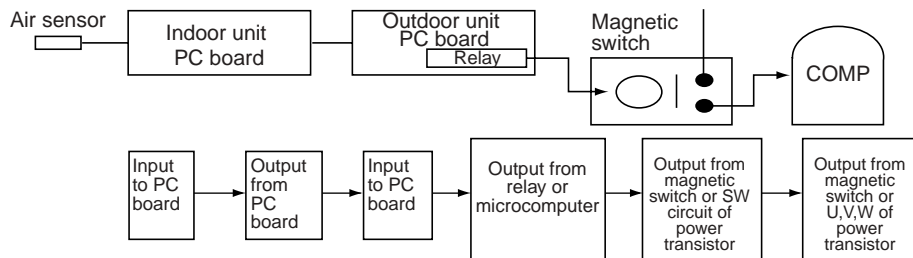 Air sensor
Indoor unit
PC board
Outdoor unit
PC board
Relay
Magnetic
switch
COMP
Input
to PC
board
Output
from
PC
board
Input
to PC
board
Output from
relay or
microcomputer
Output from
magnetic
switch or SW
circuit of
power
transistor
Output from
magnetic
switch or
U,V,W of
power
transistor